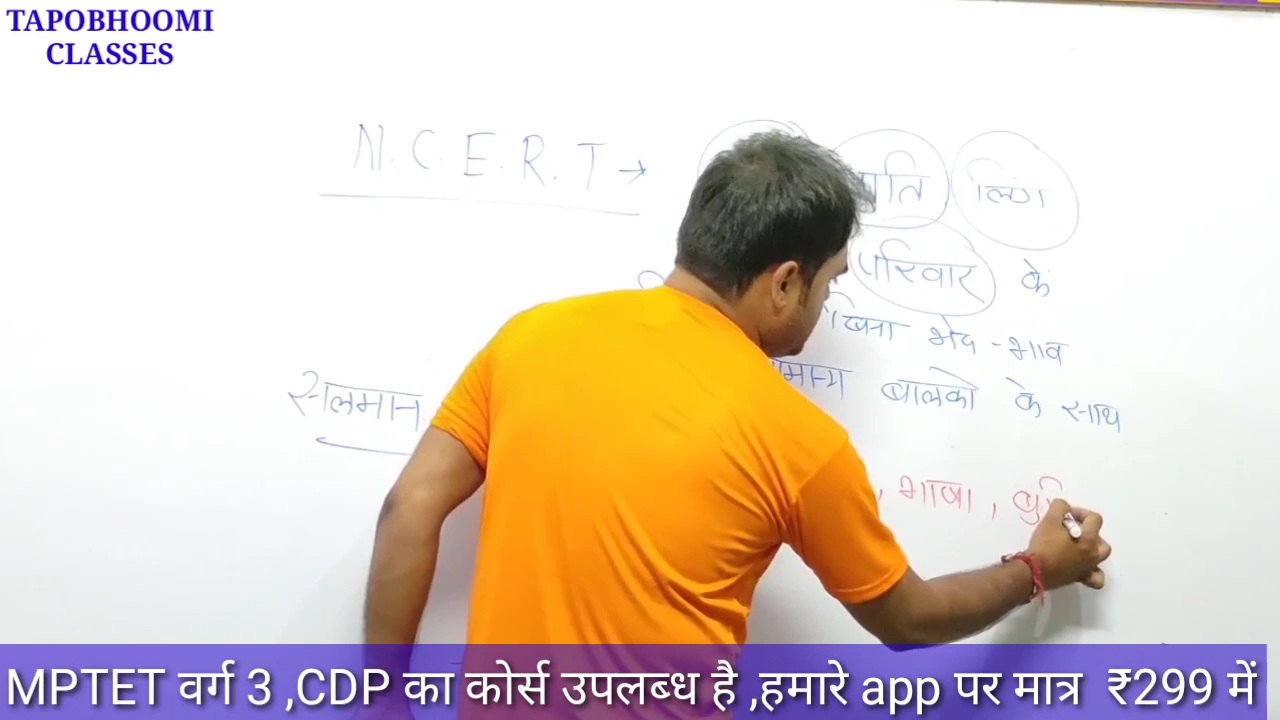 TAPOBHOOMI
CLASSES
N.C.E.R.T → लिंग
परिवार के
बिना भेद-भाव
बालको के साथ
सलमान
, भाषा,
MPTET वर्ग 3 ,CDP का कोर्स उपलब्ध है ,हमारे app पर मात्र ₹299 में